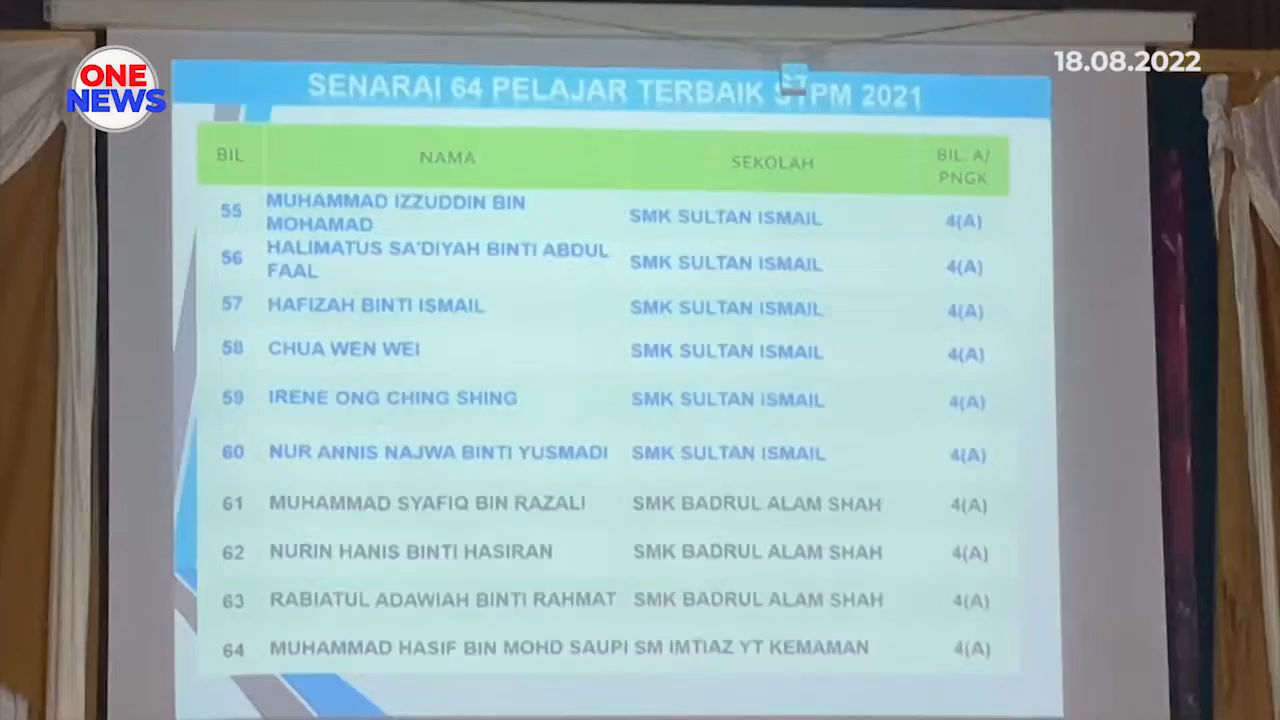 ONE
NEWS
18.08.2022
SENARAI 64 PELAJAR TERBAIK STPM 2021
BIL NAMA SEKOLAH BIL. A/
PNGK
55 MUHAMMAD IZZUDDIN BIN
MOHAMAD SMK SULTAN ISMAIL 4(A)
56 HALIMATUS SA'DIYAH BINTI ABDUL
FAAL SMK SULTAN ISMAIL 4(A)
57 HAFIZAH BINTI ISMAIL SMK SULTAN ISMAIL 4(A)
58 CHUA WEN WEI SMK SULTAN ISMAIL 4(A)
59 IRENE ONG CHING SHING SMK SULTAN ISMAIL 4(A)
60 NUR ANNIS NAJWA BINTI YUSMADI SMK SULTAN ISMAIL 4(A)
61 MUHAMMAD SYAFIQ BIN RAZALI SMK BADRUL ALAM SHAH 4(A)
62 NURIN HANIS BINTI HASIRAN SMK BADRUL ALAM SHAH 4(A)
63 RABIATUL ADAWIAH BINTI RAHMAT SMK BADRUL ALAM SHAH 4(A)
64 MUHAMMAD HASIF BIN MOHD SAUPI SM IMTIAZ YT KEMAMAN 4(A)